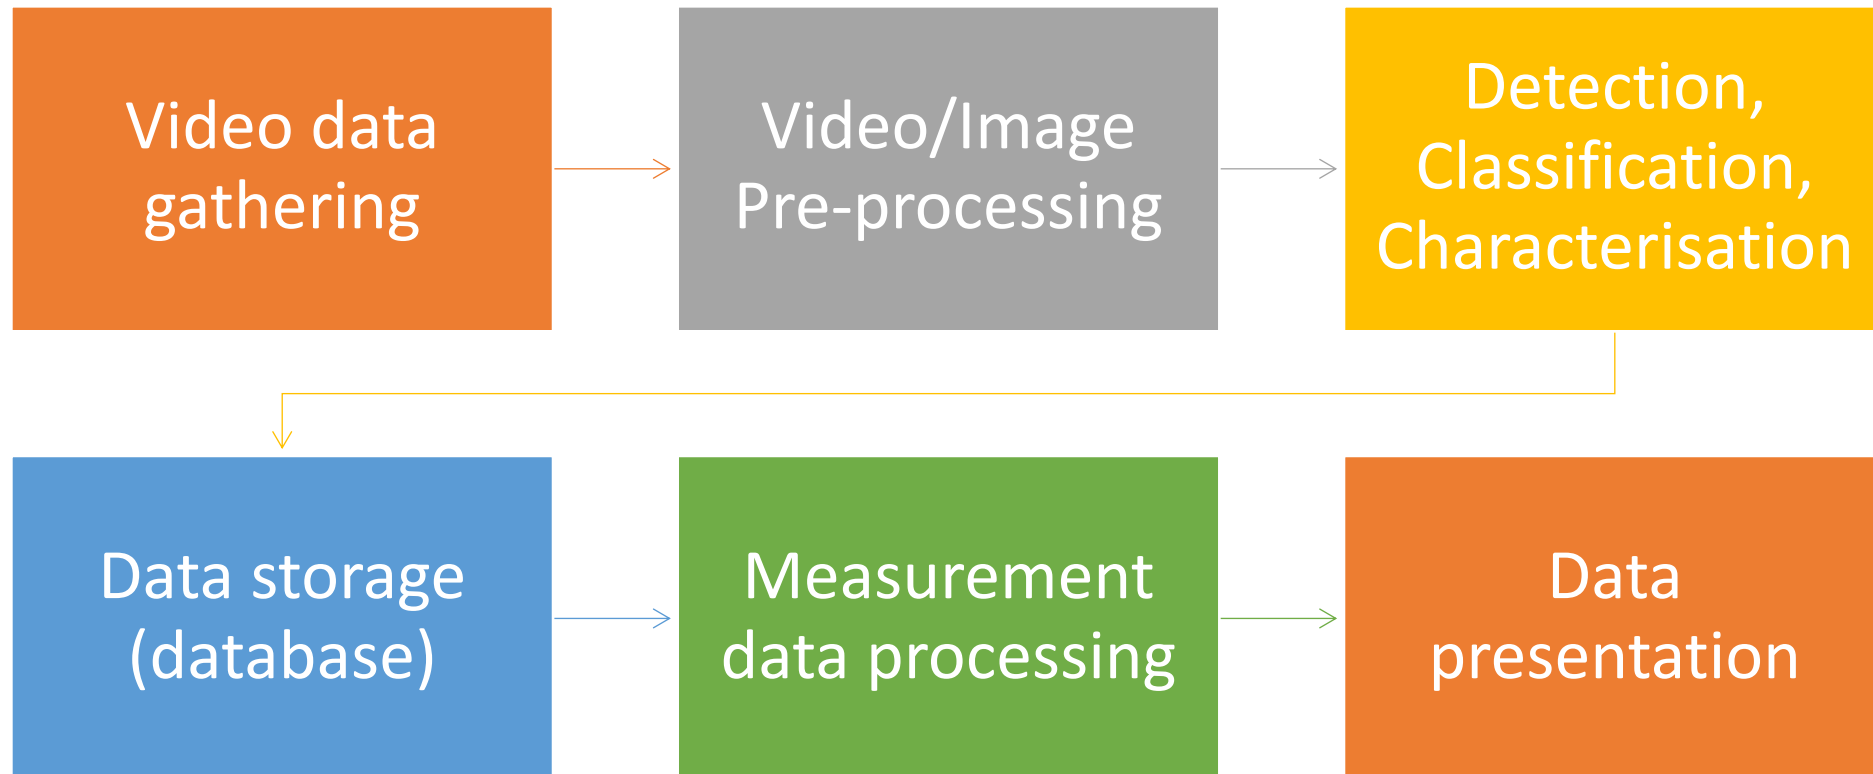 Video data
gathering
Video/Image
Pre-processing
Detection,
Classification,
Characterisation
Data storage
(database)
Measurement
data processing
Data
presentation